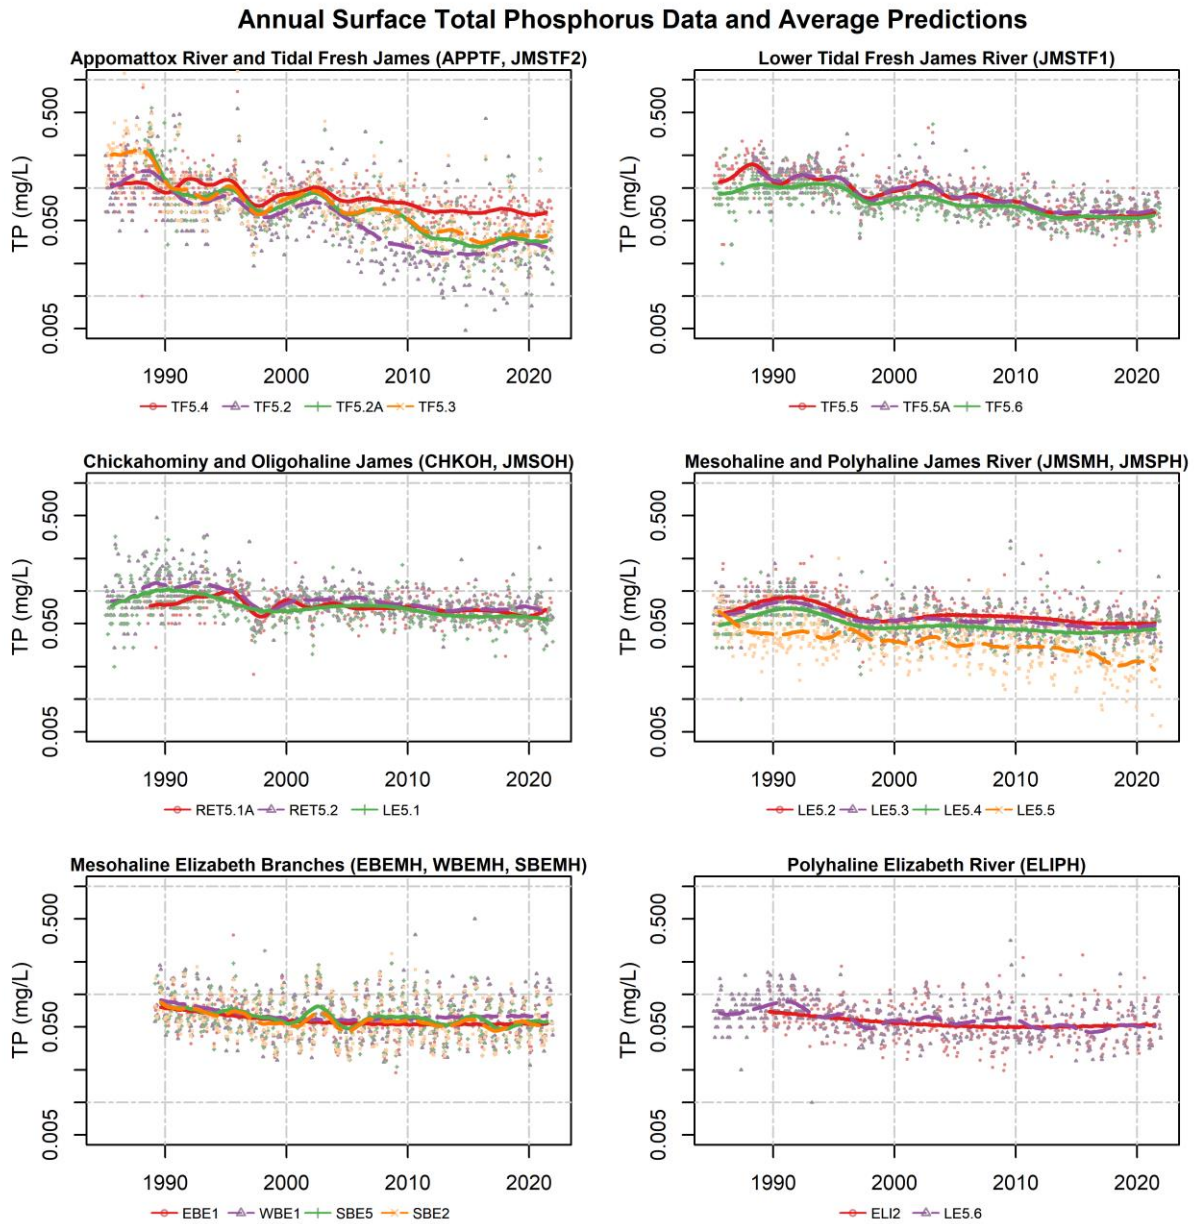 Annual Surface Total Phosphorus Data and Average Predictions
Appomattox River and Tidal Fresh James (APPTF, JMSTF2)
TP (mg/L)
0.500
0.050
0.005
1990 2000 2010 2020
TF5.4 TF5.2 TF5.2A TF5.3
Lower Tidal Fresh James River (JMSTF1)
TP (mg/L)
0.500
0.050
0.005
1990 2000 2010 2020
TF5.5 TF5.5A TF5.6
Chickahominy and Oligohaline James (CHKOH, JMSOH)
TP (mg/L)
0.500
0.050
0.005
1990 2000 2010 2020
RET5.1A RET5.2 LE5.1
Mesohaline and Polyhaline James River (JMSMH, JMSPH)
TP (mg/L)
0.500
0.050
0.005
1990 2000 2010 2020
LE5.2 LE5.3 LE5.4 LE5.5
Mesohaline Elizabeth Branches (EBEMH, WBEMH, SBEMH)
TP (mg/L)
0.500
0.050
0.005
1990 2000 2010 2020
EBE1 WBE1 SBE5 SBE2
Polyhaline Elizabeth River (ELIPH)
TP (mg/L)
0.500
0.050
0.005
1990 2000 2010 2020
ELI2 LE5.6